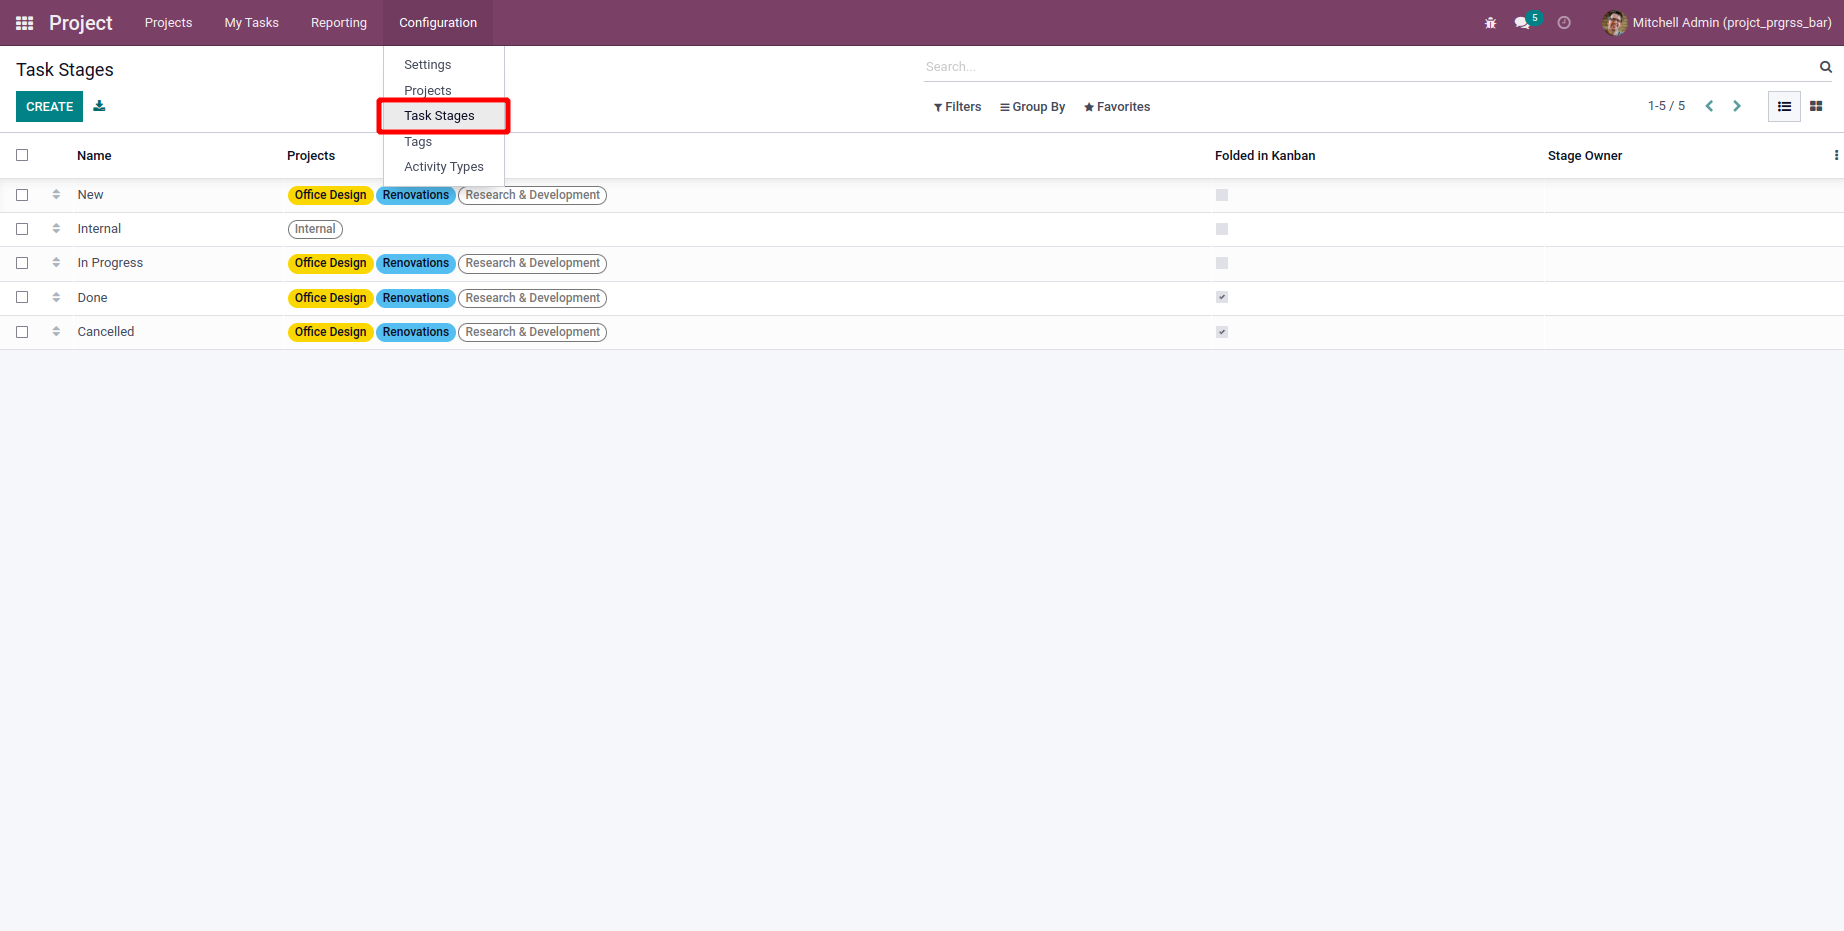 Project Projects My Tasks Reporting Configuration 5 Mitchell Admin (projct_prgrss_bar)
Task Stages
Search...
CREATE
Settings
Projects
Task Stages
Tags
Activity Types
Filters Group By Favorites 1-5 / 5
Name Projects Folded in Kanban Stage Owner
New Office Design Renovations Research & Development
Internal Internal
In Progress Office Design Renovations Research & Development
Done Office Design Renovations Research & Development
Cancelled Office Design Renovations Research & Development